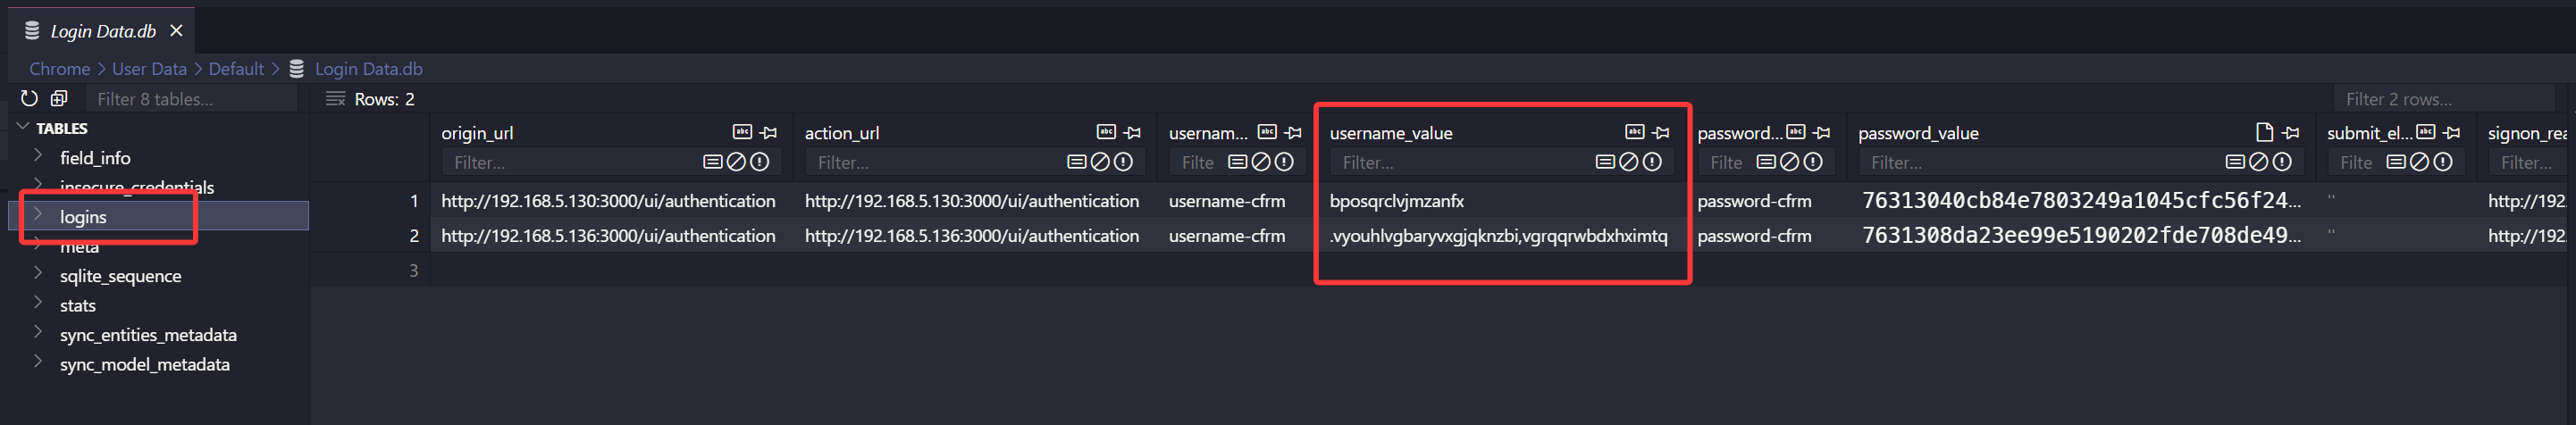 Login Data.db
Chrome > User Data > Default > Login Data.db
Filter 8 tables... Rows: 2 Filter 2 rows...
TABLES
field_info
insecure_credentials
logins
meta
sqlite_sequence
stats
sync_entities_metadata
sync_model_metadata
origin_url action_url usernam... username_value password... password_value submit_el... signon_rea
Filter... Filter... Filte Filter... Filte Filter... Filte Filter...
1 http://192.168.5.130:3000/ui/authentication http://192.168.5.130:3000/ui/authentication username-cfrm bposqrclvjmzanfx password-cfrm 76313040cb84e7803249a1045cfc56f24... '' http://192.
2 http://192.168.5.136:3000/ui/authentication http://192.168.5.136:3000/ui/authentication username-cfrm .vyouhlvgbaryvxgjqknzbi,vgrqqrwbdxhximtq password-cfrm 7631308da23ee99e5190202fde708de49... '' http://192.
3